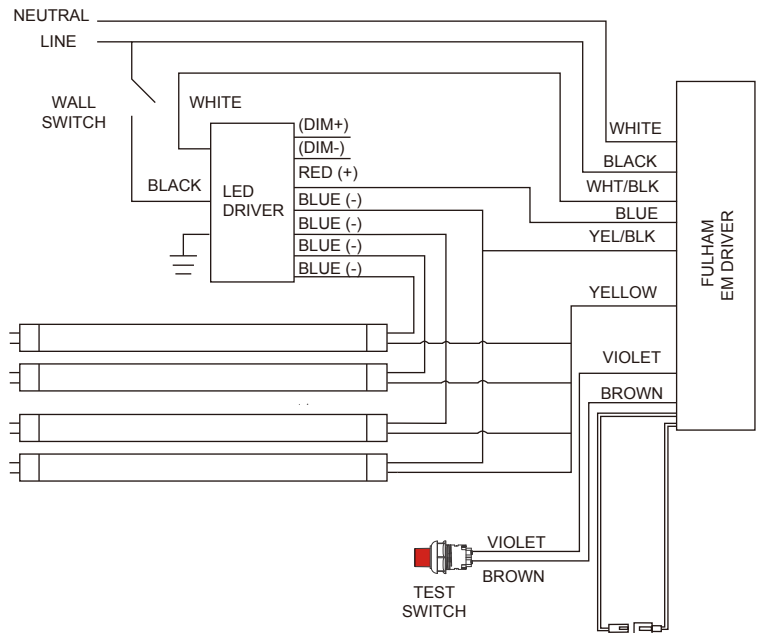 NEUTRAL
LINE
WALL
SWITCH
WHITE
BLACK
LED
DRIVER
(DIM+)
(DIM-)
RED (+)
BLUE (-)
BLUE (-)
BLUE (-)
BLUE (-)
WHITE
BLACK
WHT/BLK
BLUE
YEL/BLK
YELLOW
VIOLET
BROWN
FULHAM
EM DRIVER
VIOLET
BROWN
TEST
SWITCH